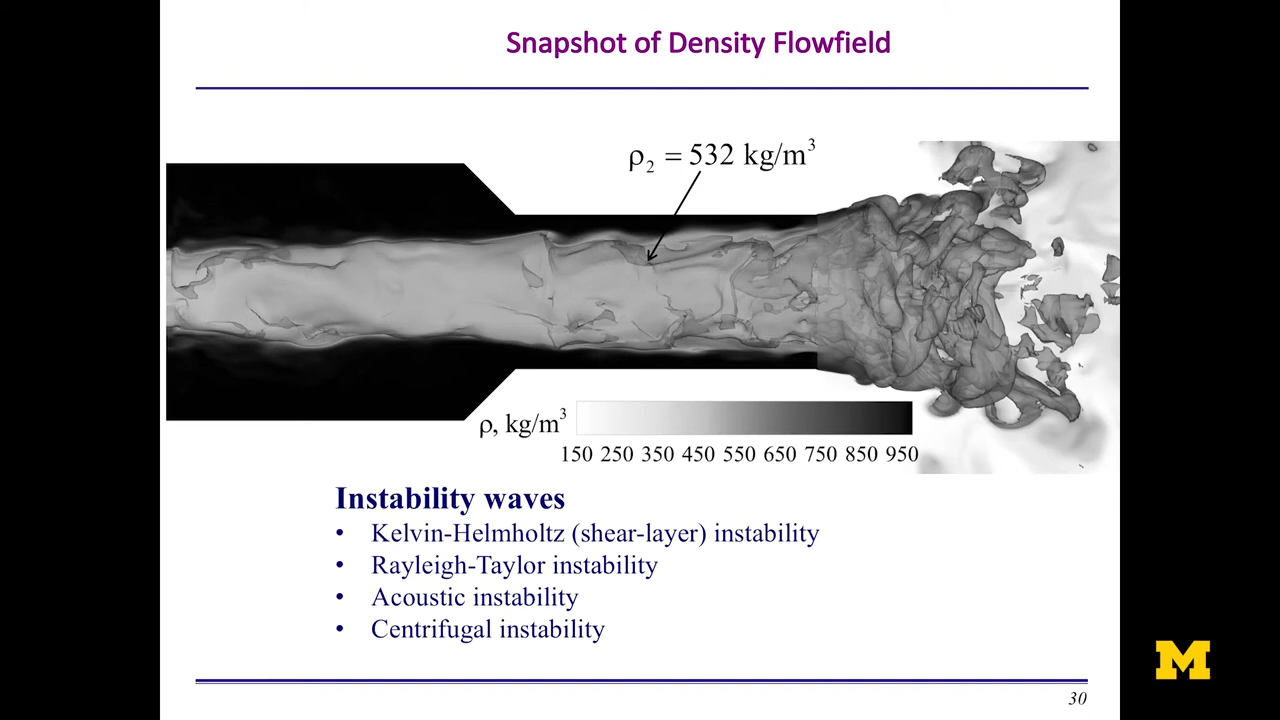 Snapshot of Density Flowfield
ρ₂ = 532 kg/m³
ρ, kg/m³
150 250 350 450 550 650 750 850 950
Instability waves
• Kelvin-Helmholtz (shear-layer) instability
• Rayleigh-Taylor instability
• Acoustic instability
• Centrifugal instability
30
M